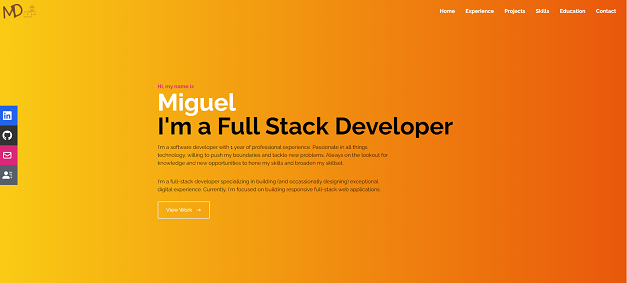 MD
Home Experience Projects Skills Education Contact
Hi, my name is
Miguel
I'm a Full Stack Developer
I'm a software developer with 1 year of professional experience. Passionate in all things
technology, willing to push my boundaries and tackle new problems. Always on the lookout for
knowledge and new opportunities to hone my skills and broaden my skillset.
I'm a full-stack developer specializing in building (and occassionally designing) exceptional
digital experience. Currently, I'm focused on building responsive full-stack web applications.
View Work →
in